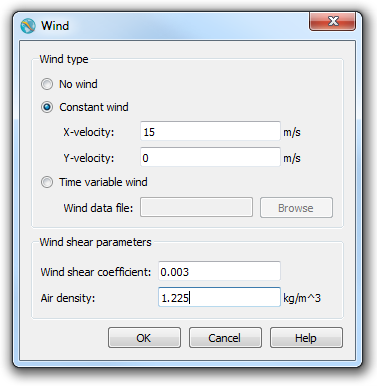 Wind
Wind type
No wind
Constant wind
X-velocity: 15 m/s
Y-velocity: 0 m/s
Time variable wind
Wind data file: Browse
Wind shear parameters
Wind shear coefficient: 0.003
Air density: 1.225 kg/m^3
OK Cancel Help